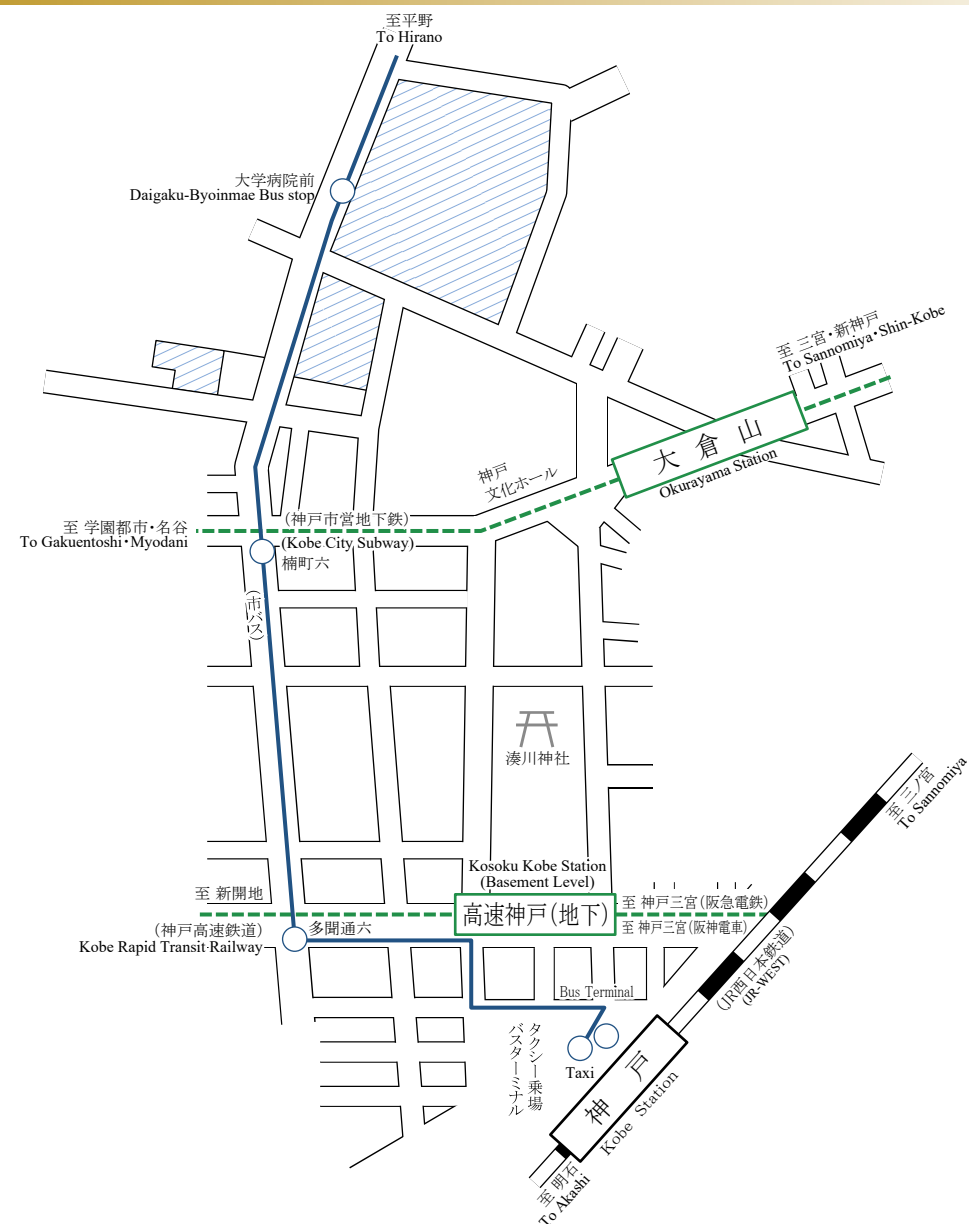 至平野
To Hirano
大学病院前
Daigaku-Byoinmae Bus stop
至 三宮・新神戸
To Sannomiya・Shin-Kobe
大倉山
Okurayama Station
神戸
文化ホール
(神戸市営地下鉄)
(Kobe City Subway)
至 学園都市・名谷
To Gakuentoshi・Myodani
楠町六
(市バス)
湊川神社
至 三ノ宮
To Sannomiya
Kosoku Kobe Station
(Basement Level)
高速神戸(地下)
至 新開地
至 神戸三宮(阪急電鉄)
至 神戸三宮(阪神電車)
(神戸高速鉄道)
Kobe Rapid Transit·Railway
多聞通六
(JR西日本鉄道)
(JR-WEST)
Bus Terminal
タクシー乗場
バスターミナル
Taxi
神戸
Kobe Station
至 明石
To Akashi